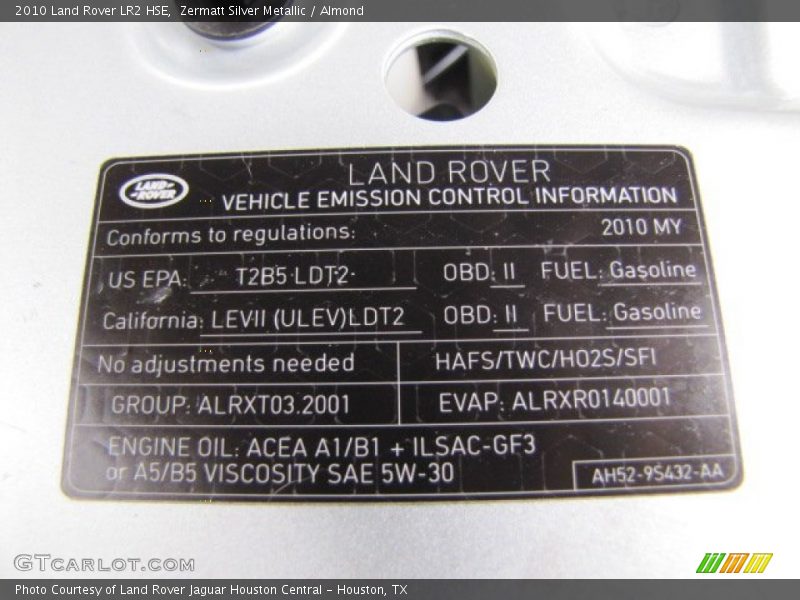 2010 Land Rover LR2 HSE, Zermatt Silver Metallic / Almond
LAND ROVER
LAND-
-ROVER
VEHICLE EMISSION CONTROL INFORMATION
Conforms to regulations: 2010 MY
US EPA: T2B5 LDT2 OBD: II FUEL: Gasoline
California: LEVII (ULEV)LDT2 OBD: II FUEL: Gasoline
No adjustments needed HAFS/TWC/HO2S/SFI
GROUP: ALRXT03.2001 EVAP: ALRXR0140001
ENGINE OIL: ACEA A1/B1 + ILSAC-GF3
or A5/B5 VISCOSITY SAE 5W-30
AH52-9S432-AA
GTCARLOT.COM
Photo Courtesy of Land Rover Jaguar Houston Central - Houston, TX